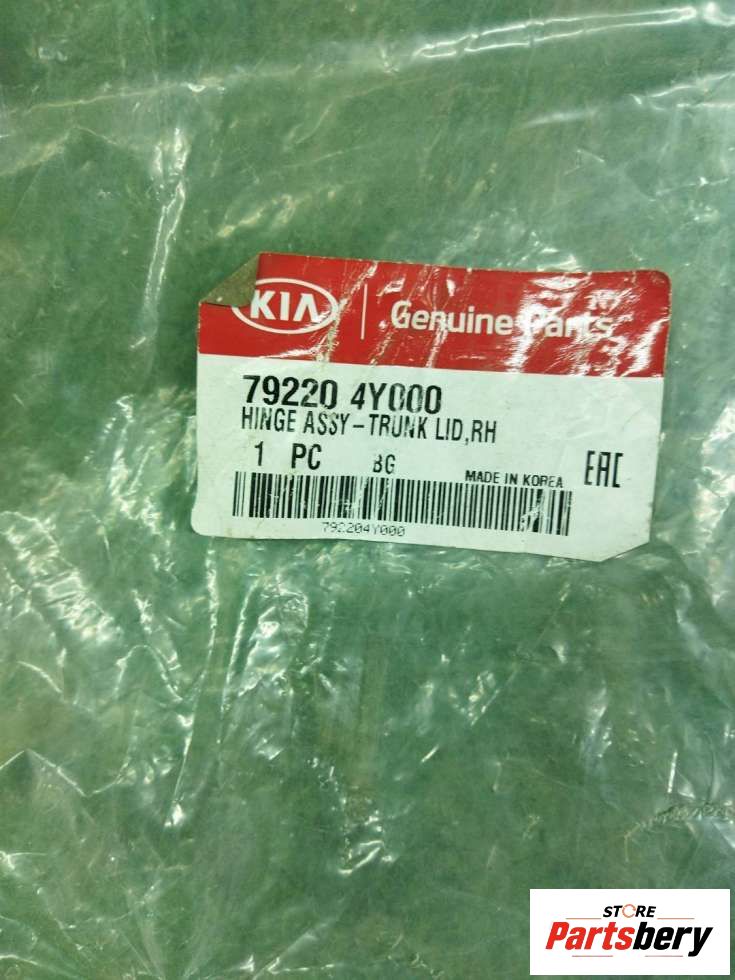 KIA | Genuine Parts
79220 4Y000
HINGE ASSY-TRUNK LID,RH
1 PC BG MADE IN KOREA EAC
792204Y000
STORE
Partsbery